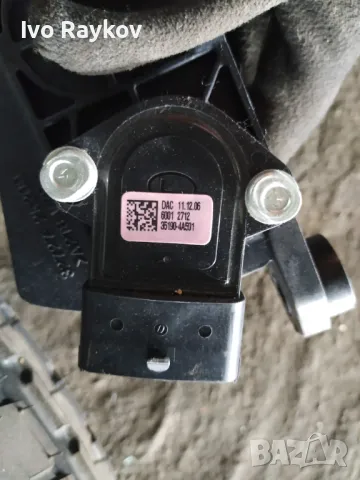 Ivo Raykov
DAC 11.12.06
6001 2712
35190-4A501
BAZAR